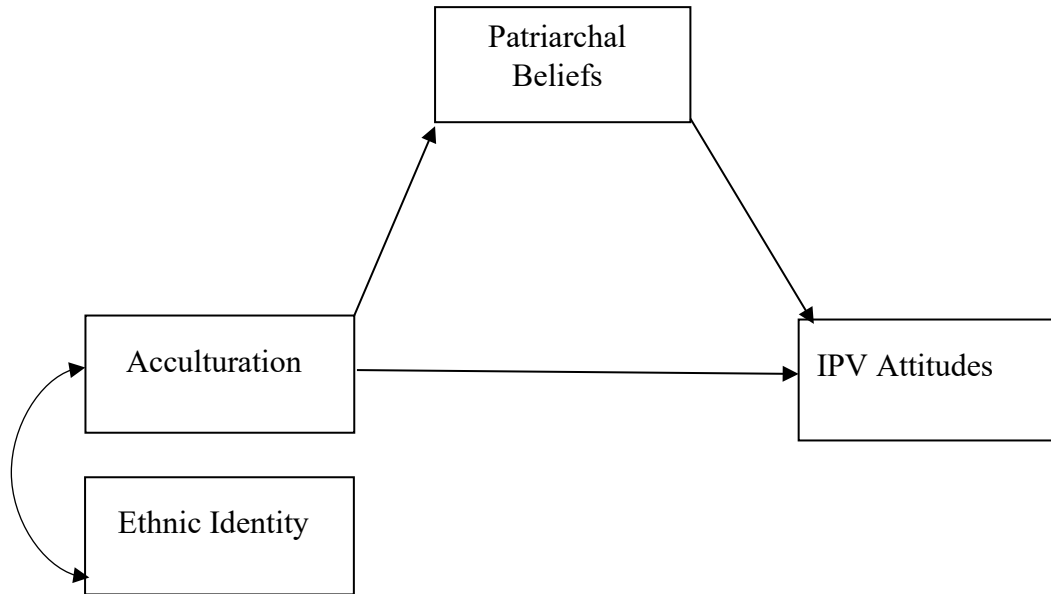 Patriarchal
Beliefs
Acculturation
IPV Attitudes
Ethnic Identity